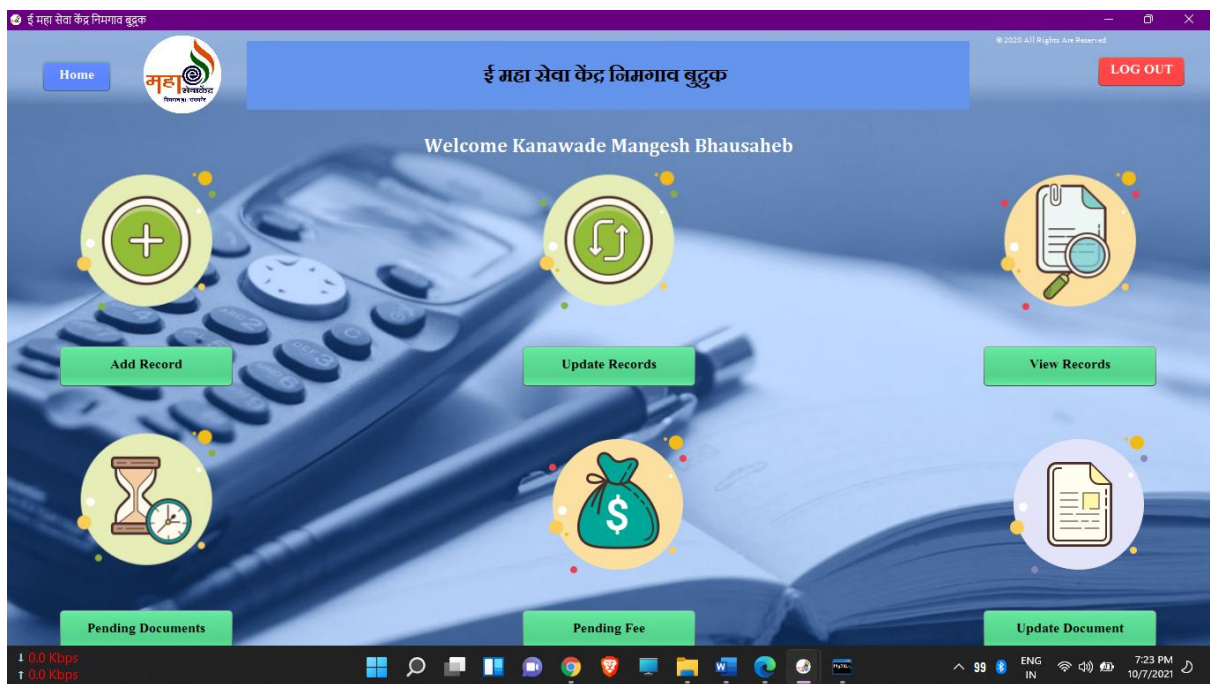 ई महा सेवा केंद्र निमगाव बुद्रुक
© 2020 All Rights Are Reserved
Home
महा
सेवाकेंद्र
ई महा सेवा केंद्र निमगाव बुद्रुक
LOG OUT
Welcome Kanawade Mangesh Bhausaheb
Add Record
Update Records
View Records
$
Pending Documents
Pending Fee
Update Document
↓ 0.0 Kbps
↑ 0.0 Kbps
99
ENG
IN
7:23 PM
10/7/2021